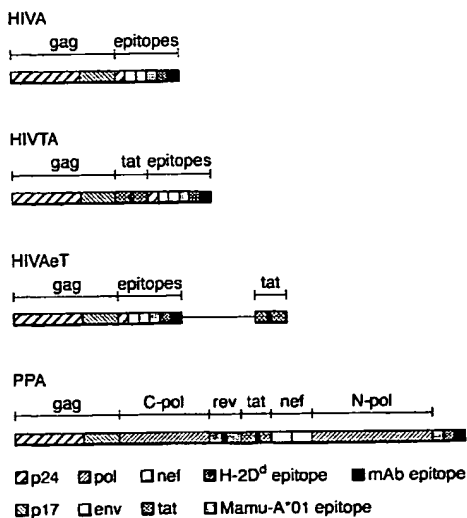 HIVA
gag epitopes
HIVTA
gag tat epitopes
HIVAeT
gag epitopes tat
PPA
gag C-pol rev tat nef N-pol
p24 pol nef H-2Dᵈ epitope mAb epitope
p17 env tat Mamu-A*01 epitope